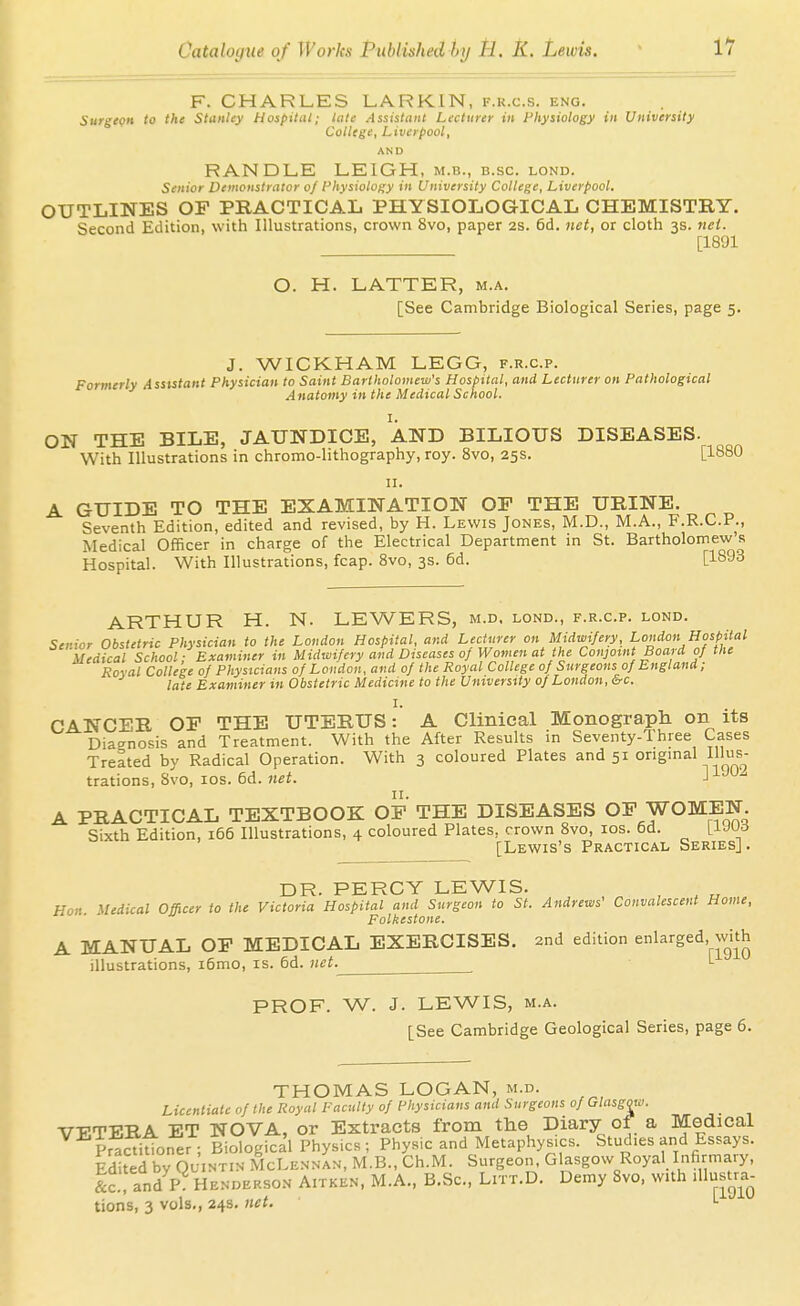 Catalogue of Works Published by H. K. Lewis. 17
F. CHARLES LARKIN, F.R.C.S. ENG.
Surgeon to the Stanley Hospital; late Assistant Lecturer in Physiology in University
College, Liverpool,
AND
RANDLE LEIGH, M.B., B.SC. LOND.
Senior Demonstrator of Physiology in University College, Liverpool.
OUTLINES OF PRACTICAL PHYSIOLOGICAL CHEMISTRY.
Second Edition, with Illustrations, crown 8vo, paper 2s. 6d. net, or cloth 3s. net.
[1891
O. H. LATTER, M.A.
[See Cambridge Biological Series, page 5.
J. WICKHAM LEGG, F.R.C.P.
Formerly Assistant Physician to Saint Bartholomew's Hospital, and Lecturer on Pathological
Anatomy in the Medical School.
I.
ON THE BILE, JAUNDICE, AND BILIOUS DISEASES.
With Illustrations in chromo-lithography, roy. 8vo, 25s. [1880
II.
A GUIDE TO THE EXAMINATION OF THE URINE.
Seventh Edition, edited and revised, by H. Lewis Jones, M.D., M.A., F.R.C.P.,
Medical Officer in charge of the Electrical Department in St. Bartholomew's
Hospital. With Illustrations, fcap. 8vo, 3s. 6d. [1893
ARTHUR H. N. LEWERS, M.D. LOND., F.R.C.P. LOND.
Senior Obstetric Physician to the London Hospital, and Lecturer on Midwifery, London Hospital
Medical School; Examiner in Midwifery and Diseases of Women at the Conjoint Board of the
Royal College of Physicians of London, and of the Royal College of Surgeons of England;
late Examiner in Obstetric Medicine to the University of London, &c.
I.
CANCER OF THE UTERUS: A Clinical Monograph on its
Diagnosis and Treatment. With the After Results in Seventy-Three Cases
Treated by Radical Operation. With 3 coloured Plates and 51 original Illus-
trations, 8vo, 10s. 6d. net. ]1902
II.
A PRACTICAL TEXTBOOK OF THE DISEASES OF WOMEN.
Sixth Edition, 166 Illustrations, 4 coloured Plates, crown 8vo, 10s. 6d. [1903
[Lewis's Practical Series].
DR. PERCY LEWIS.
Hon. Medical Officer to the Victoria Hospital and Surgeon to St. Andrews' Convalescent Home,
Folkestone.
A MANUAL OF MEDICAL EXERCISES. 2nd edition enlarged, with
illustrations, 16mo, 1s. 6d. net. [1910
PROF. W. J. LEWIS, M.A.
[See Cambridge Geological Series, page 6.
THOMAS LOGAN, M.D.
Licentiate of the Royal Faculty of Physicians and Surgeons of Glasgow.
VETERA ET NOVA, or Extracts from the Diary of a Medical
Practitioner; Biological Physics; Physic and Metaphysics. Studies and Essays.
Edited by Quintin McLennan, M.B., Ch.M. Surgeon, Glasgow Royal Infirmary,
&c., and P. Henderson Aitken, M.A., B.Sc., Litt.D. Demy 8vo, with illustra-
tions, 3 vols., 24s. net. [1910